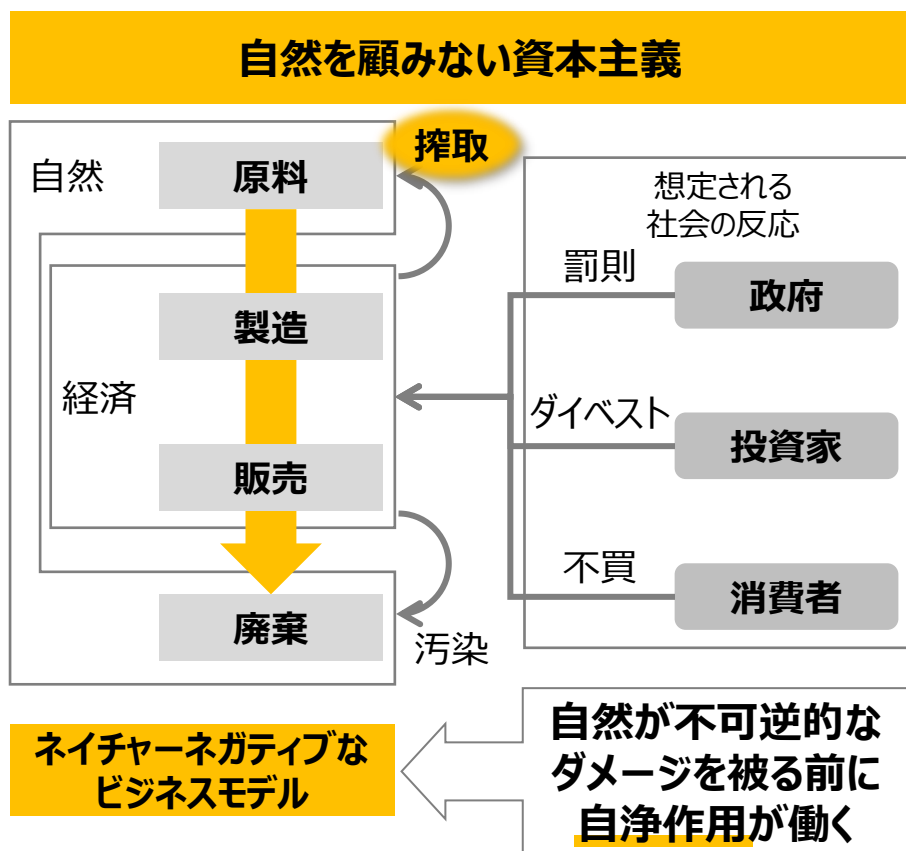 自然を顧みない資本主義
自然
原料
搾取
製造
経済
販売
廃棄
汚染
想定される
社会の反応
罰則
政府
ダイベスト
投資家
不買
消費者
ネイチャーネガティブな
ビジネスモデル
自然が不可逆的な
ダメージを被る前に
自浄作用が働く